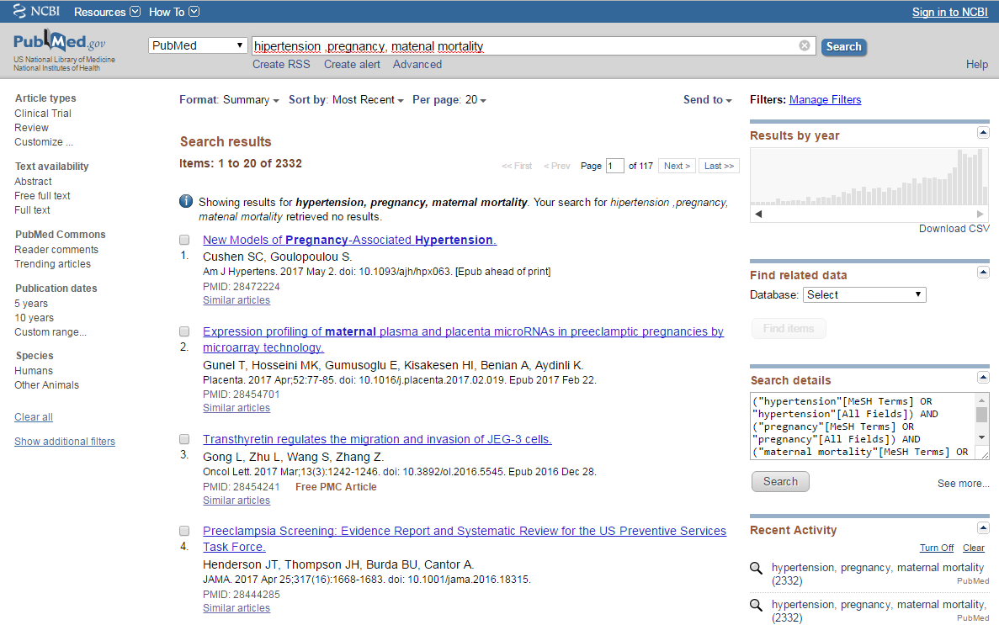 NCBI Resources How To Sign in to NCBI
PubMed.gov
US National Library of Medicine
National Institutes of Health
PubMed hipertension ,pregnancy, matenal mortality Search
Create RSS Create alert Advanced Help
Article types
Clinical Trial
Review
Customize ...
Text availability
Abstract
Free full text
Full text
PubMed Commons
Reader comments
Trending articles
Publication dates
5 years
10 years
Custom range...
Species
Humans
Other Animals
Clear all
Show additional filters
Format: Summary Sort by: Most Recent Per page: 20 Send to
Search results
Items: 1 to 20 of 2332
<< First < Prev Page 1 of 117 Next > Last >>
Showing results for hypertension, pregnancy, maternal mortality. Your search for hipertension ,pregnancy,
matenal mortality retrieved no results.
New Models of Pregnancy-Associated Hypertension.
1. Cushen SC, Goulopoulou S.
Am J Hypertens. 2017 May 2. doi: 10.1093/ajh/hpx063. [Epub ahead of print]
PMID: 28472224
Similar articles
Expression profiling of maternal plasma and placenta microRNAs in preeclamptic pregnancies by
2. microarray technology.
Gunel T, Hosseini MK, Gumusoglu E, Kisakesen HI, Benian A, Aydinli K.
Placenta. 2017 Apr;52:77-85. doi: 10.1016/j.placenta.2017.02.019. Epub 2017 Feb 22.
PMID: 28454701
Similar articles
Transthyretin regulates the migration and invasion of JEG-3 cells.
3. Gong L, Zhu L, Wang S, Zhang Z.
Oncol Lett. 2017 Mar;13(3):1242-1246. doi: 10.3892/ol.2016.5545. Epub 2016 Dec 28.
PMID: 28454241 Free PMC Article
Similar articles
Preeclampsia Screening: Evidence Report and Systematic Review for the US Preventive Services
4. Task Force.
Henderson JT, Thompson JH, Burda BU, Cantor A.
JAMA. 2017 Apr 25;317(16):1668-1683. doi: 10.1001/jama.2016.18315.
PMID: 28444285
Similar articles
Filters: Manage Filters
Results by year
Download CSV
Find related data
Database: Select
Find items
Search details
("hypertension"[MeSH Terms] OR
"hypertension"[All Fields]) AND
("pregnancy"[MeSH Terms] OR
"pregnancy"[All Fields]) AND
("maternal mortality"[MeSH Terms] OR
Search See more...
Recent Activity
Turn Off Clear
hypertension, pregnancy, maternal mortality
(2332) PubMed
hypertension, pregnancy, maternal mortality,
(2332) PubMed